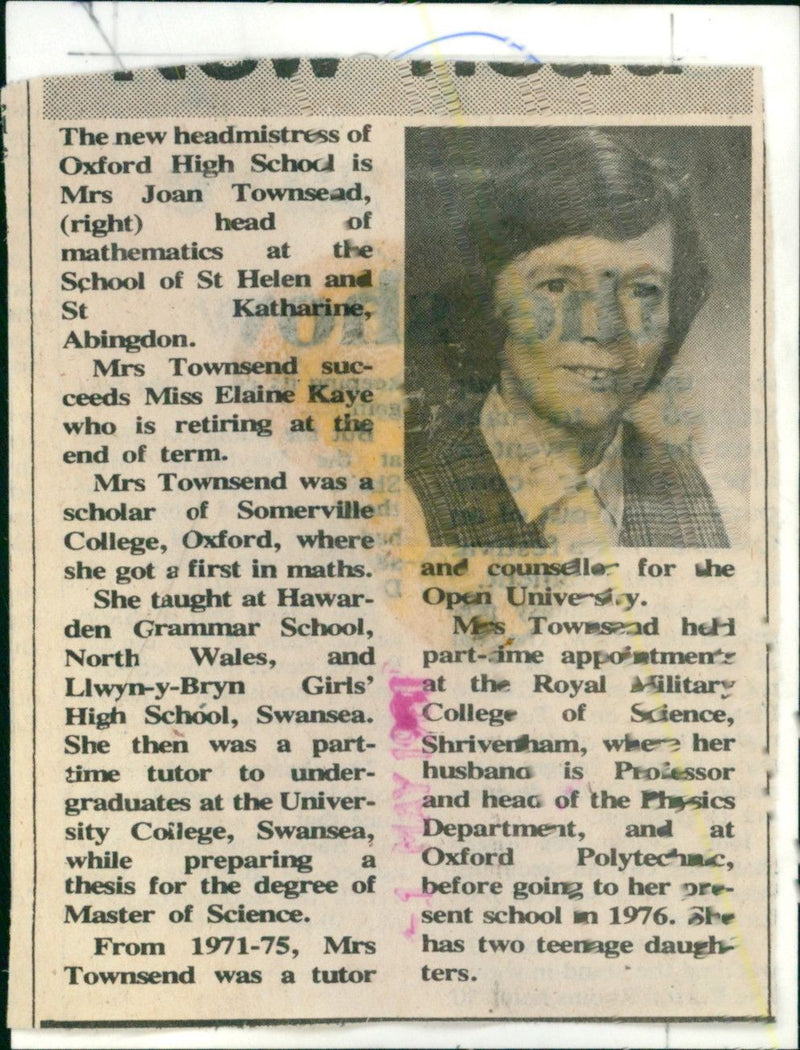 New Head
The new headmistress of
Oxford High School is
Mrs Joan Townsead,
(right) head of
mathematics at the
School of St Helen and
St Katharine,
Abingdon.
Mrs Townsend suc-
ceeds Miss Elaine Kaye
who is retiring at the
end of term.
Mrs Townsend was a
scholar of Somerville
College, Oxford, where
she got a first in maths.
She taught at Hawar-
den Grammar School,
North Wales, and
Llwyn-y-Bryn Girls'
High School, Swansea.
She then was a part-
time tutor to under-
graduates at the Univer-
sity College, Swansea,
while preparing a
thesis for the degree of
Master of Science.
From 1971-75, Mrs
Townsend was a tutor
and counsellor for the
Open University.
Mrs Townsend held
part-time appointments
at the Royal Military
College of Science,
Shrivenham, where her
husband is Professor
and head of the Physics
Department, and at
Oxford Polytechnic,
before going to her pre-
sent school in 1976. She
has two teenage daugh-
ters.